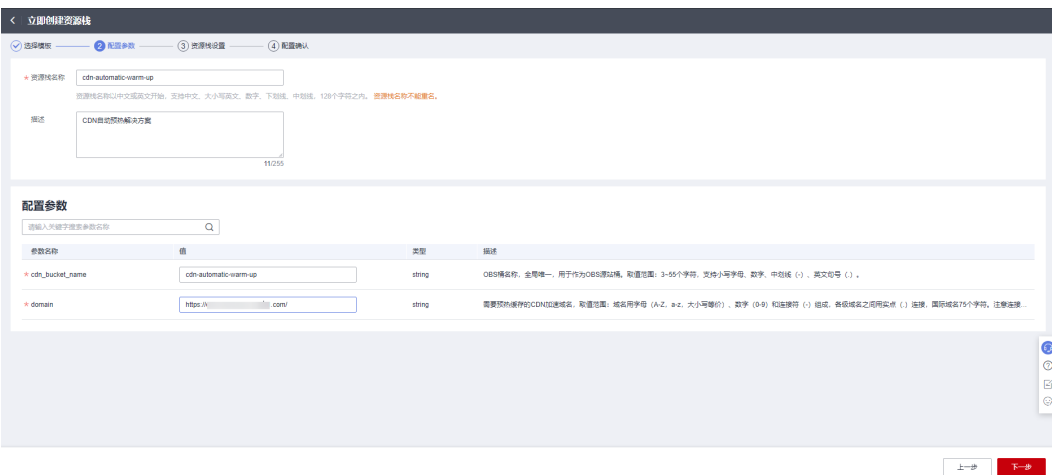 立即创建资源栈
选择模版
2 配置参数
3 资源栈设置
4 配置确认
* 资源栈名称 cdn-automatic-warm-up
资源栈名称以中文或英文开始，支持中文、大小写英文、数字、下划线、中划线，128个字符之内。 资源栈名称不能重名。
描述 CDN自动预热解决方案
11/255
配置参数
请输入关键字搜索参数名称
参数名称 值 类型 描述
* cdn_bucket_name cdn-automatic-warm-up string OBS桶名称，全局唯一，用于作为OBS源站桶。取值范围：3~55个字符，支持小写字母、数字、中划线（-）、英文句号（.）。
* domain https:// .com/ string 需要预热缓存的CDN加速域名，取值范围：域名用字母（A-Z，a-z，大小写等价）、数字（0-9）和连接符（-）组成，各级域名之间用实点（.）连接，国际域名75个字符。注意连接...
上一步 下一步